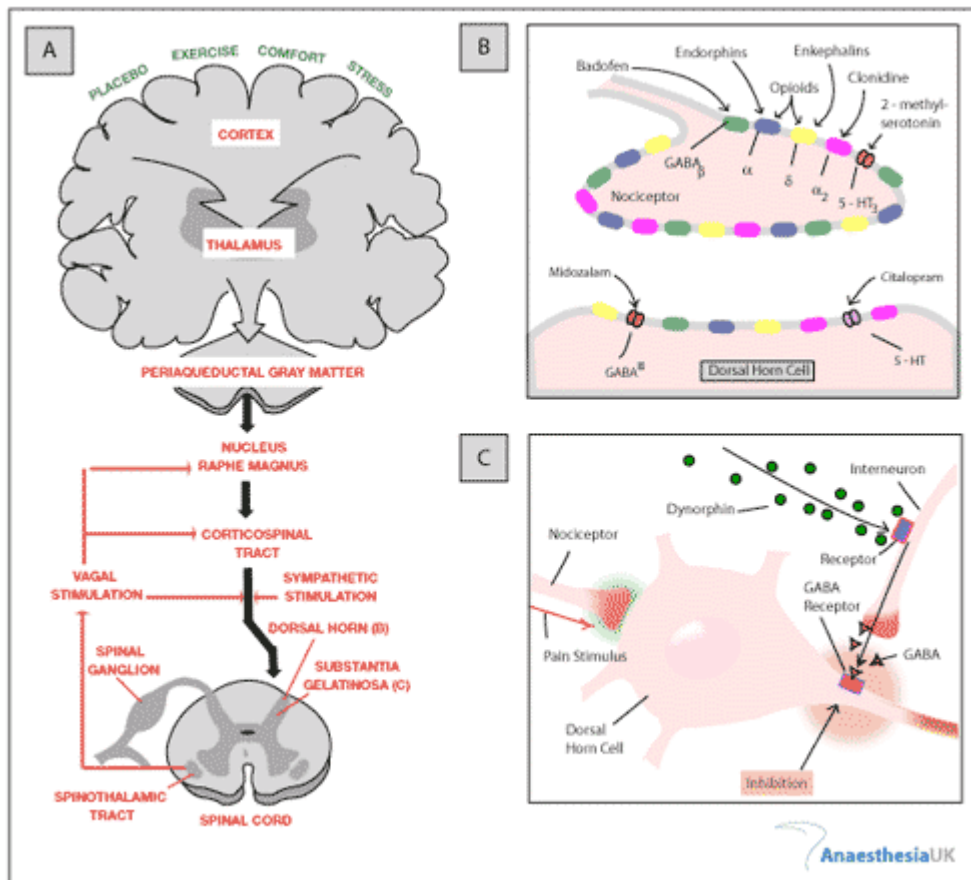 A
PLACEBO
EXERCISE
COMFORT
STRESS
CORTEX
THALAMUS
PERIAQUEDUCTAL GRAY MATTER
NUCLEUS
RAPHE MAGNUS
CORTICOSPINAL
TRACT
VAGAL
STIMULATION
SYMPATHETIC
STIMULATION
DORSAL HORN (B)
SPINAL
GANGLION
SUBSTANTIA
GELATINOSA (C)
SPINOTHALAMIC
TRACT
SPINAL CORD
B
Badofen
Endorphins
Opioids
Enkephalins
Clonidine
2 - methyl-
serotonin
GABA β
α
δ
α2
5 - HT3
Nociceptor
Midozalam
Citalopram
GABA
5 - HT
Dorsal Horn Cell
C
Interneuron
Dynorphin
Nociceptor
Receptor
GABA
Receptor
GABA
Pain Stimulus
Dorsal
Horn Cell
Inhibition
AnaesthesiaUK